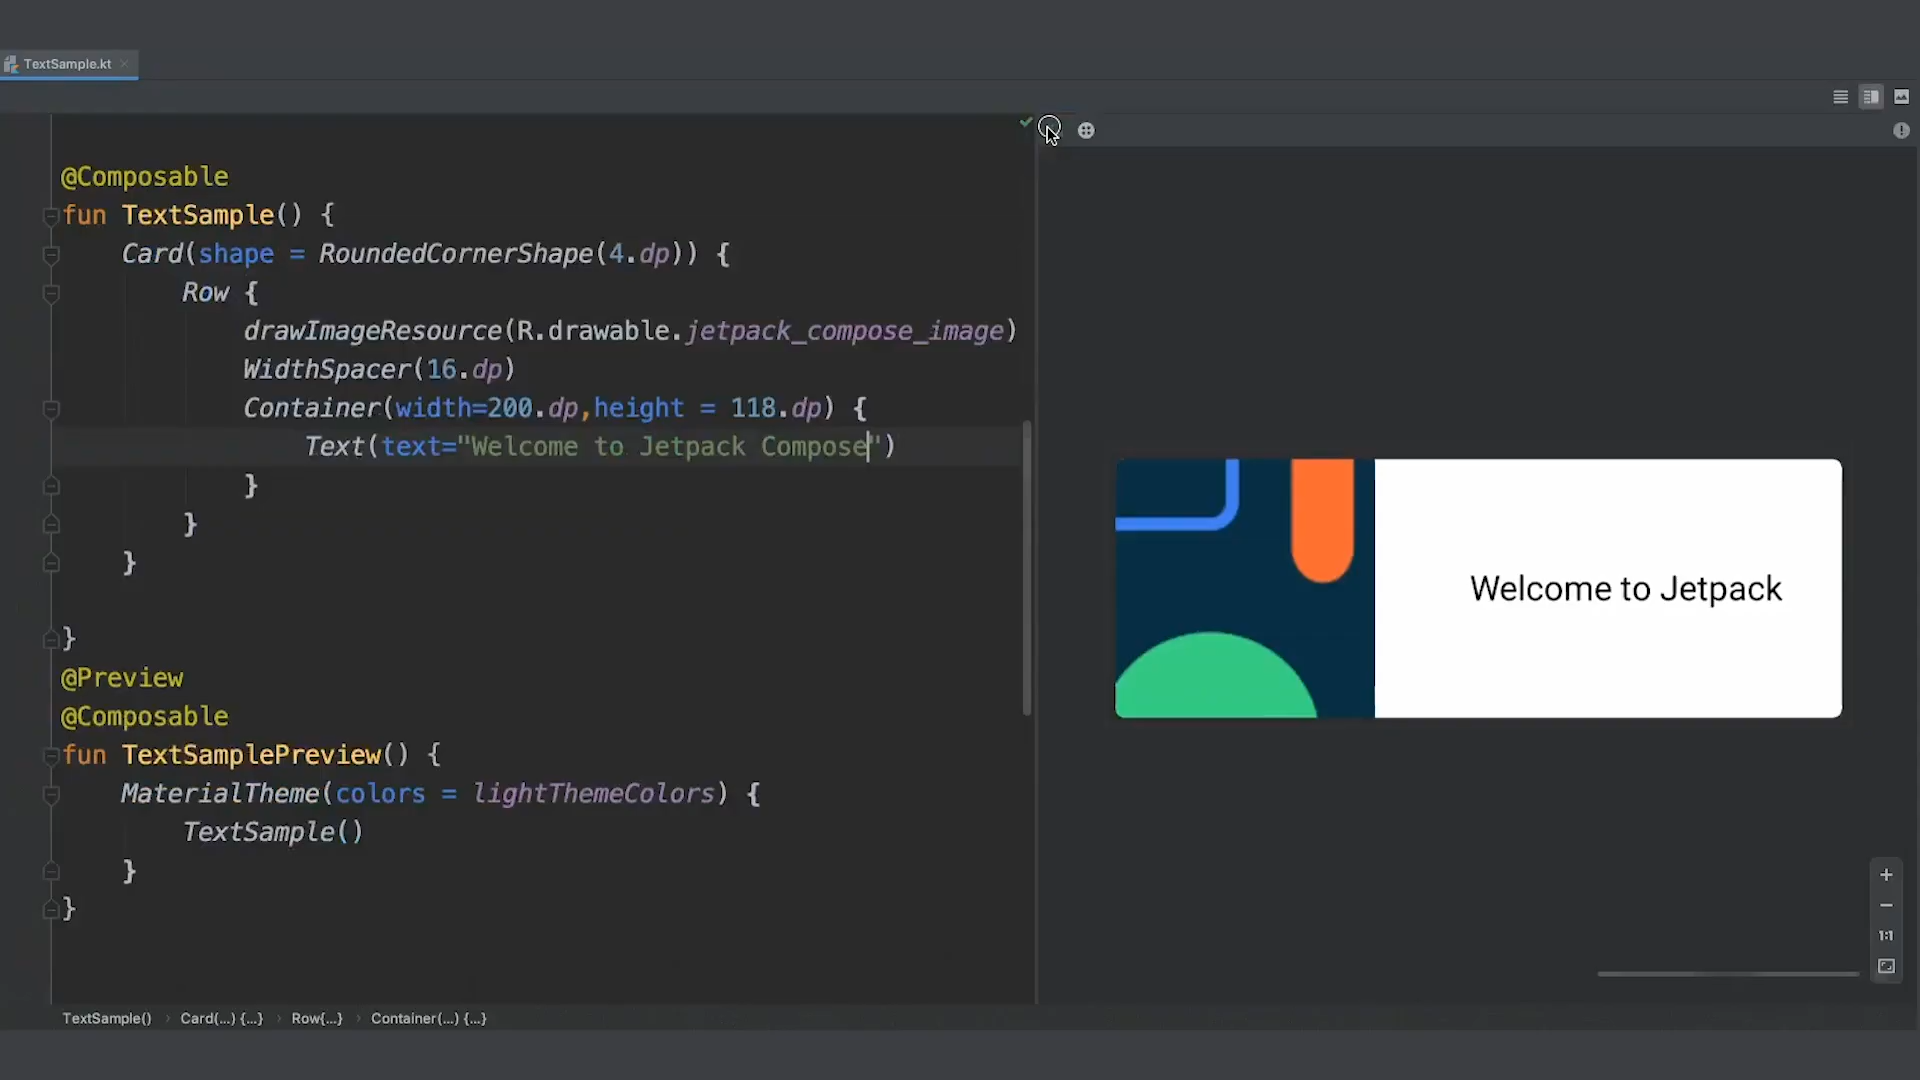 TextSample.kt
@Composable
fun TextSample() {
Card(shape = RoundedCornerShape(4.dp)) {
Row {
drawImageResource(R.drawable.jetpack_compose_image)
WidthSpacer(16.dp)
Container(width=200.dp,height = 118.dp) {
Text(text="Welcome to Jetpack Compose")
}
}
}
}
@Preview
@Composable
fun TextSamplePreview() {
MaterialTheme(colors = lightThemeColors) {
TextSample()
}
}
Welcome to Jetpack
1:1
TextSample() › Card(...) {...} › Row{...} › Container(...) {...}